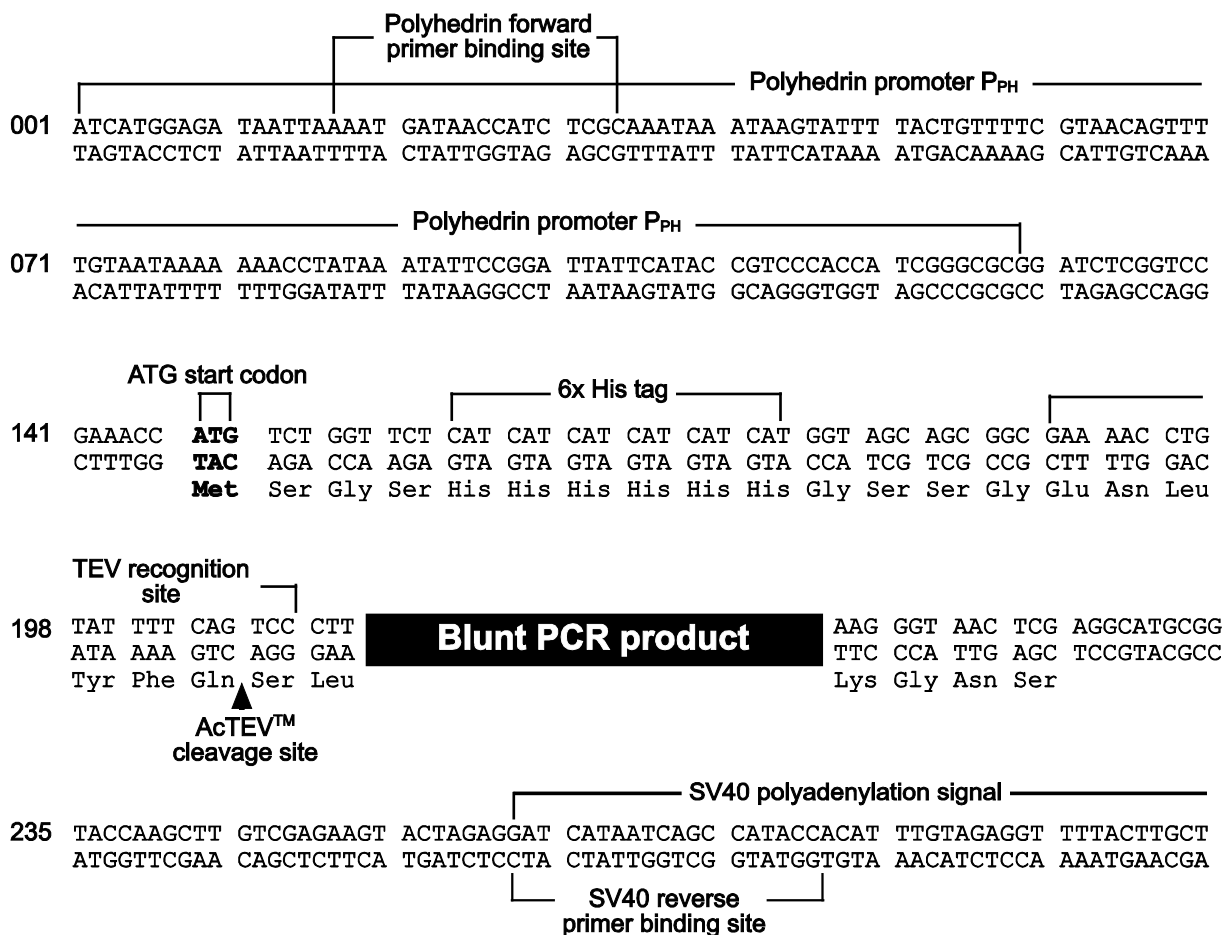 Polyhedrin forward
primer binding site
Polyhedrin promoter PPH
001 ATCATGGAGA TAATTAAAAT GATAACCATC TCGCAAATAA ATAAGTATTT TACTGTTTTC GTAACAGTTT
TAGTACCTCT ATTAATTTTA CTATTGGTAG AGCGTTTATT TATTCATAAA ATGACAAAAG CATTGTCAAA
Polyhedrin promoter PPH
071 TGTAATAAAA AAACCTATAA ATATTCCGGA TTATTCATAC CGTCCCACCA TCGGGCGCGG ATCTCGGTCC
ACATTATTTT TTTGGATATT TATAAGGCCT AATAAGTATG GCAGGGTGGT AGCCCGCGCC TAGAGCCAGG
ATG start codon
6x His tag
141 GAAACC ATG TCT GGT TCT CAT CAT CAT CAT CAT CAT GGT AGC AGC GGC GAA AAC CTG
CTTTGG TAC AGA CCA AGA GTA GTA GTA GTA GTA GTA CCA TCG TCG CCG CTT TTG GAC
Met Ser Gly Ser His His His His His His Gly Ser Ser Gly Glu Asn Leu
TEV recognition
site
198 TAT TTT CAG TCC CTT Blunt PCR product AAG GGT AAC TCG AGGCATGCGG
ATA AAA GTC AGG GAA TTC CCA TTG AGC TCCGTACGCC
Tyr Phe Gln Ser Leu Lys Gly Asn Ser
AcTEV™
cleavage site
SV40 polyadenylation signal
235 TACCAAGCTT GTCGAGAAGT ACTAGAGGAT CATAATCAGC CATACCACAT TTGTAGAGGT TTTACTTGCT
ATGGTTCGAA CAGCTCTTCA TGATCTCCTA CTATTGGTCG GTATGGTGTA AACATCTCCA AAATGAACGA
SV40 reverse
primer binding site